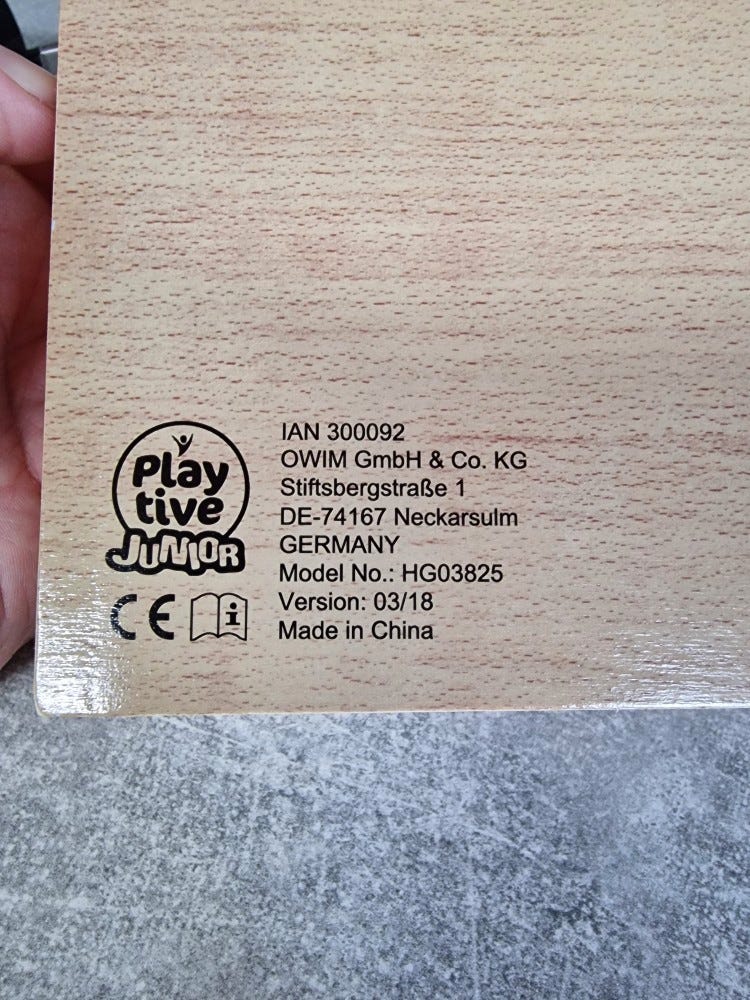 Play
tive
JUNIOR
CE
i
IAN 300092
OWIM GmbH & Co. KG
Stiftsbergstraße 1
DE-74167 Neckarsulm
GERMANY
Model No.: HG03825
Version: 03/18
Made in China